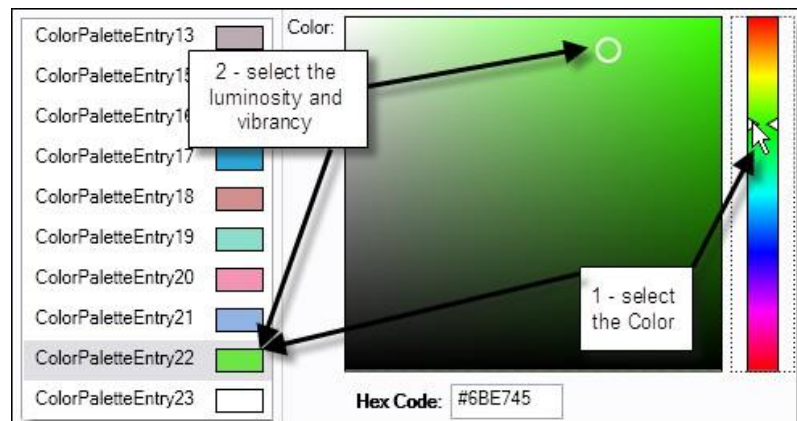 ColorPaletteEntry13
ColorPaletteEntry15
ColorPaletteEntry16
ColorPaletteEntry17
ColorPaletteEntry18
ColorPaletteEntry19
ColorPaletteEntry20
ColorPaletteEntry21
ColorPaletteEntry22
ColorPaletteEntry23
Color:
2 - select the
luminosity and
vibrancy
1 - select
the Color
Hex Code: #6BE745